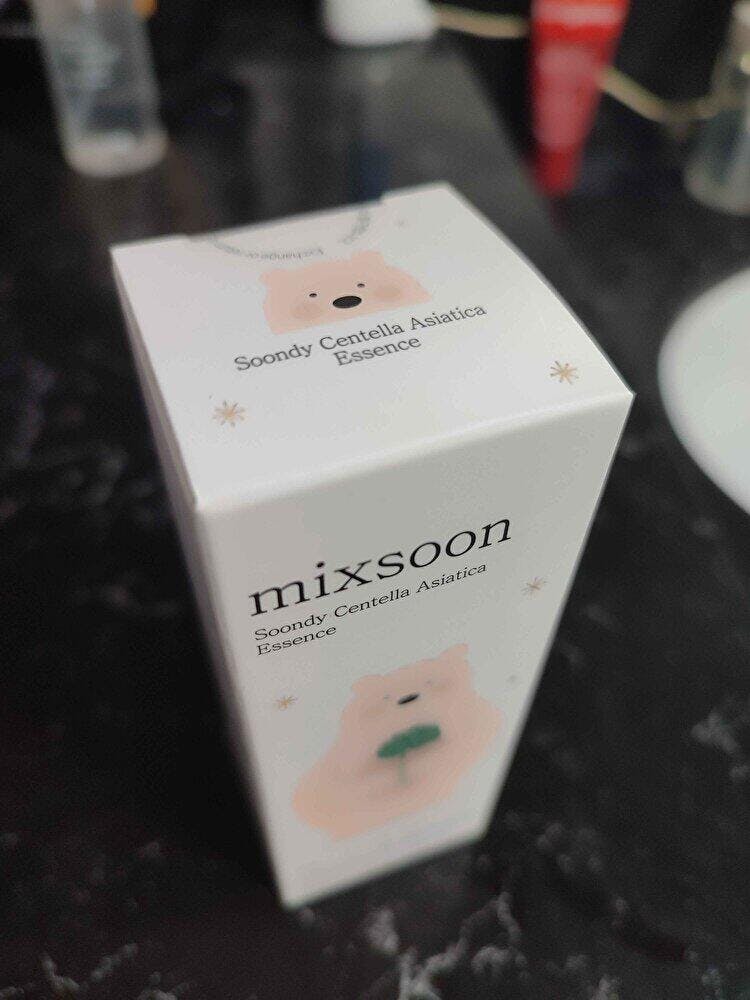 Soondy Centella Asiatica
Essence
mixsoon
Soondy Centella Asiatica
Essence